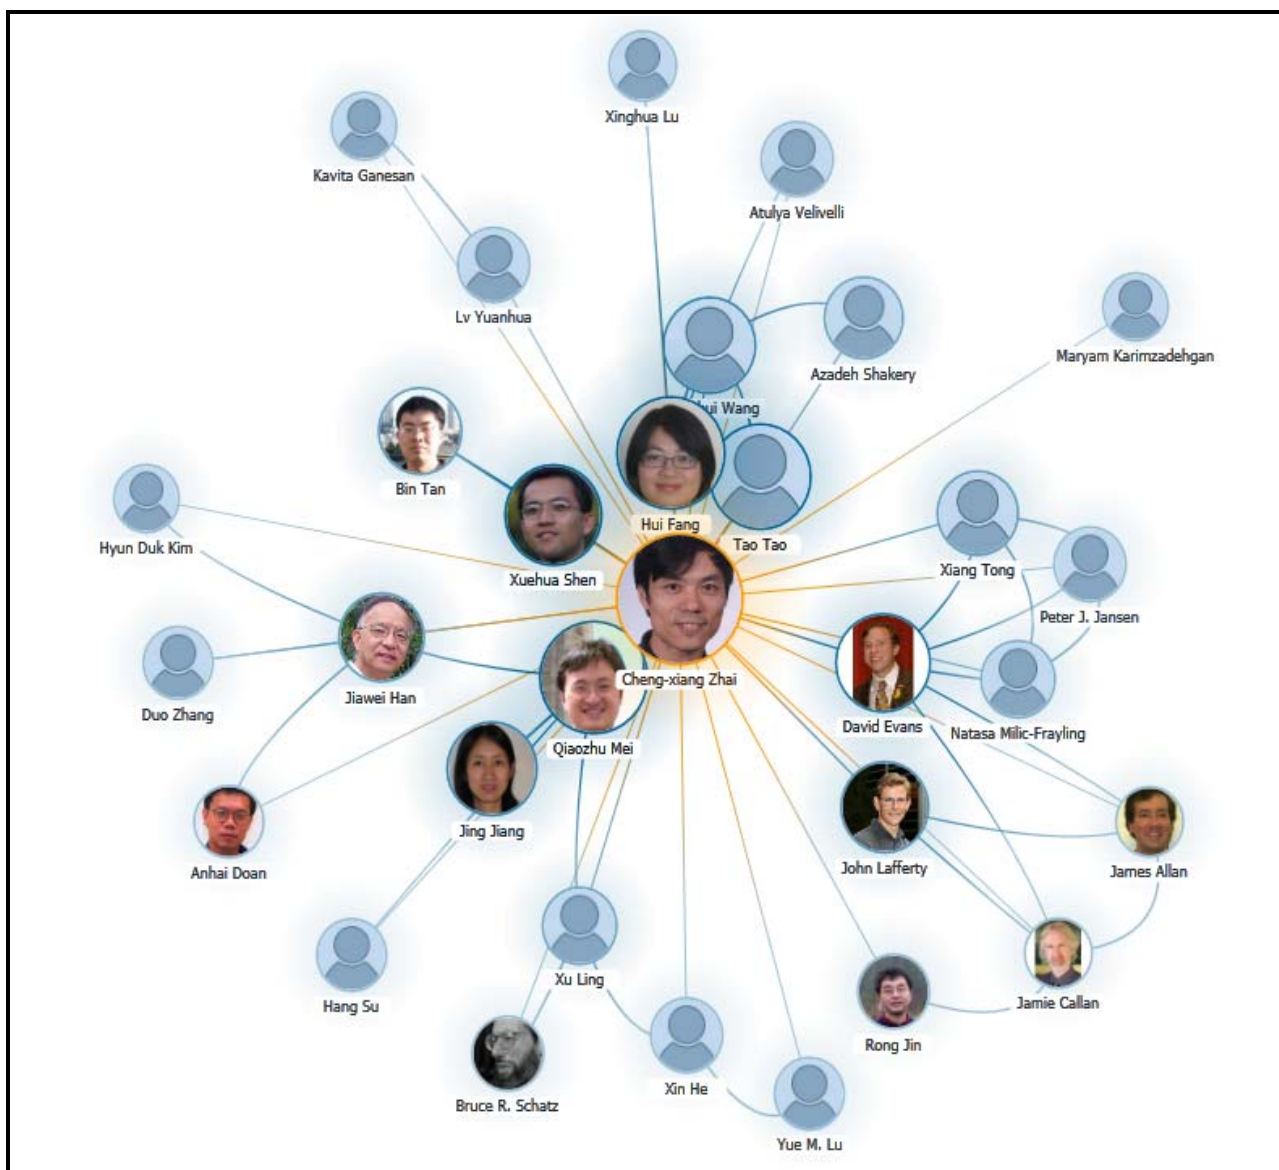 Xinghua Lu
Kavita Ganesan
Atulya Velivelli
Lv Yuanhua
Maryam Karimzadehgan
Azadeh Shakery
Wang
Bin Tan
Hui Fang
Tao Tao
Hyun Duk Kim
Xuehua Shen
Xiang Tong
Peter J. Jansen
Cheng-xiang Zhai
Jiawei Han
Duo Zhang
David Evans
Natasa Milic-Frayling
Qiaozhu Mei
Jing Jiang
John Lafferty
Anhai Doan
James Allan
Xu Ling
Hang Su
Jamie Callan
Rong Jin
Xin He
Bruce R. Schatz
Yue M. Lu